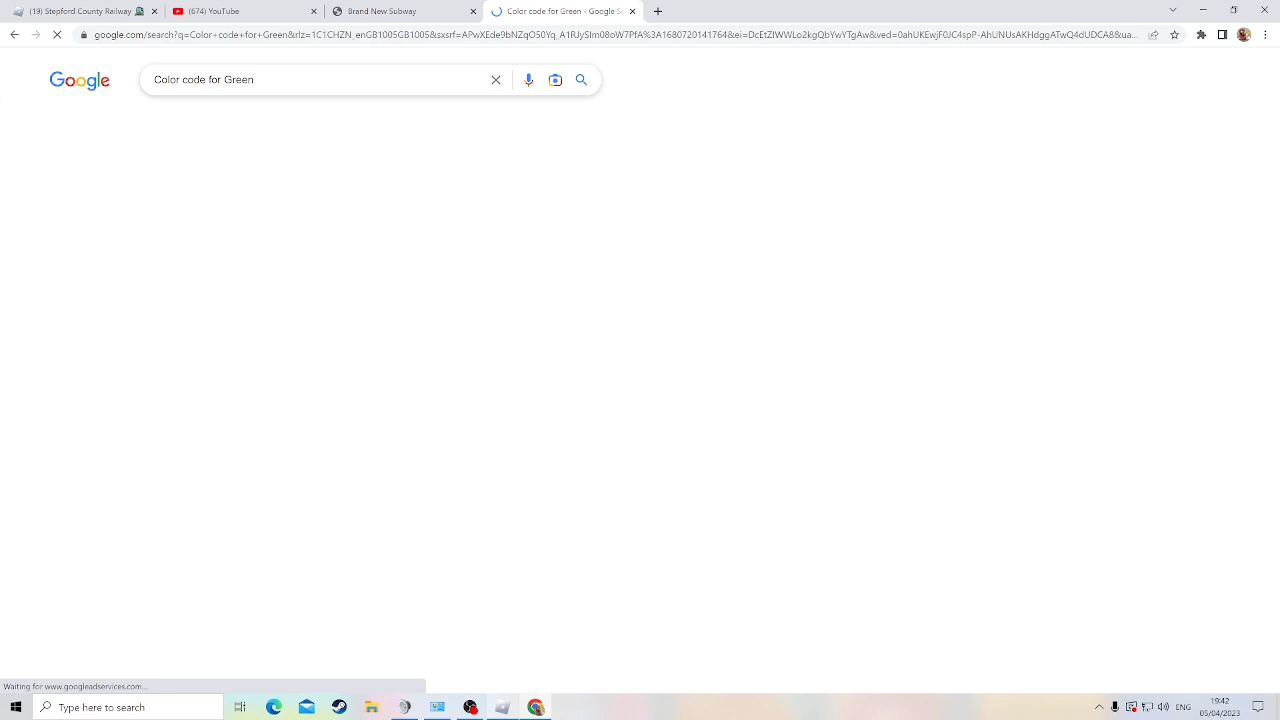 (19) Stepford County Railway
(674) YouTube
Brand New Subway
Color code for Green - Google Se
google.com/search?q=Color+code+for+Green&rlz=1C1CHZN_enGB1005GB1005&sxsrf=APwXEde9bNZqO50Yq_A1RJySIm08oW7PfA%3A1680720141764&ei=DcEtZIWWLo2kgQbYwYTgAw&ved=0ahUKEwjF0JC4spP-AhUNUsAKHdggATwQ4dUDCA8&ua...
Google
Color code for Green
Waiting for www.googleadservices.com...
Type here to search
ENG
19:42
05/04/2023